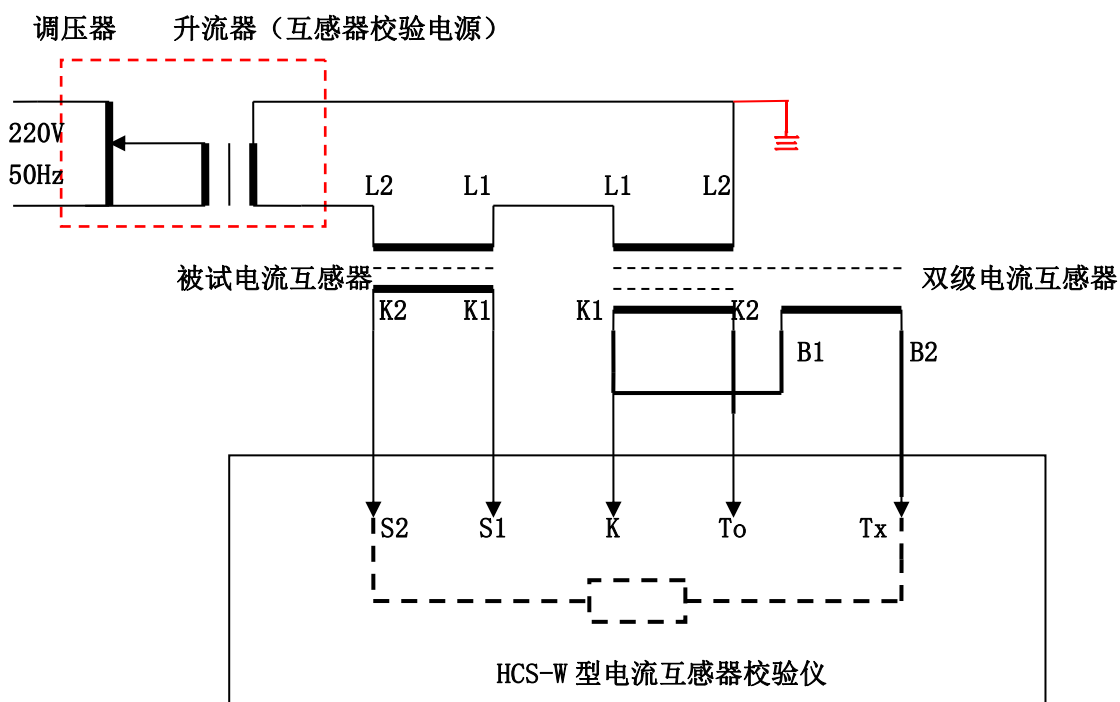 调压器 升流器（互感器校验电源）
220V
50Hz
L2 L1 L1 L2
被试电流互感器 双级电流互感器
K2 K1 K1 K2
B1 B2
S2 S1 K To Tx
HCS-W 型电流互感器校验仪